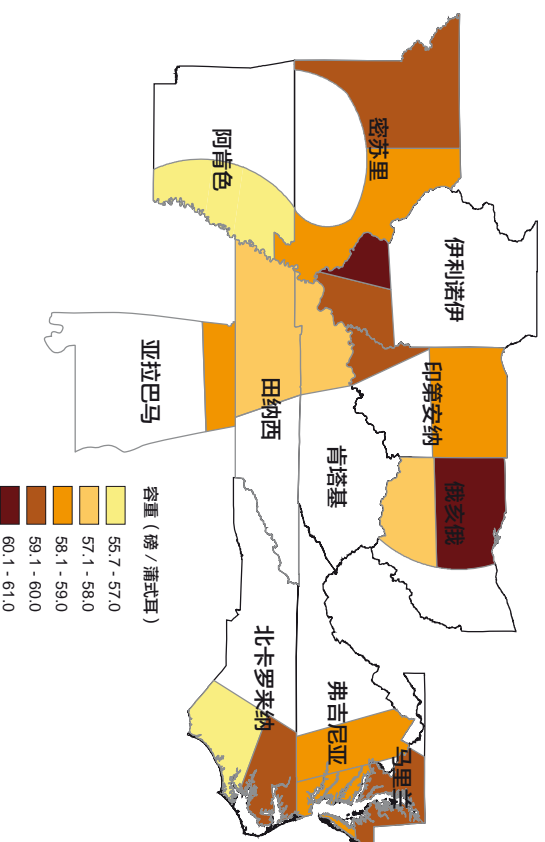 密苏里
阿肯色
伊利诺伊
印第安纳
俄亥俄
亚拉巴马
田纳西
肯塔基
北卡罗来纳
弗吉尼亚
马里兰
容重 ( 磅 / 蒲式耳 )
55.7 - 57.0
57.1 - 58.0
58.1 - 59.0
59.1 - 60.0
60.1 - 61.0